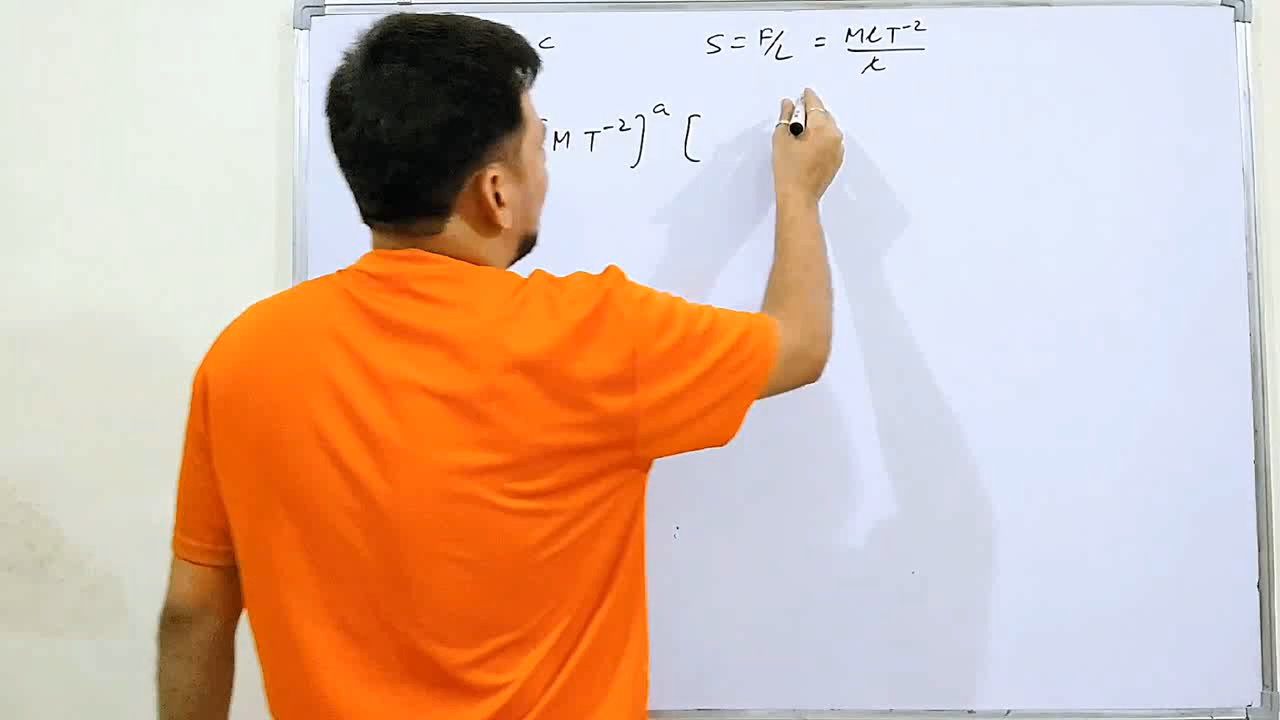 c S = F/L = MLT⁻² / L
[M T⁻²]ᵃ [